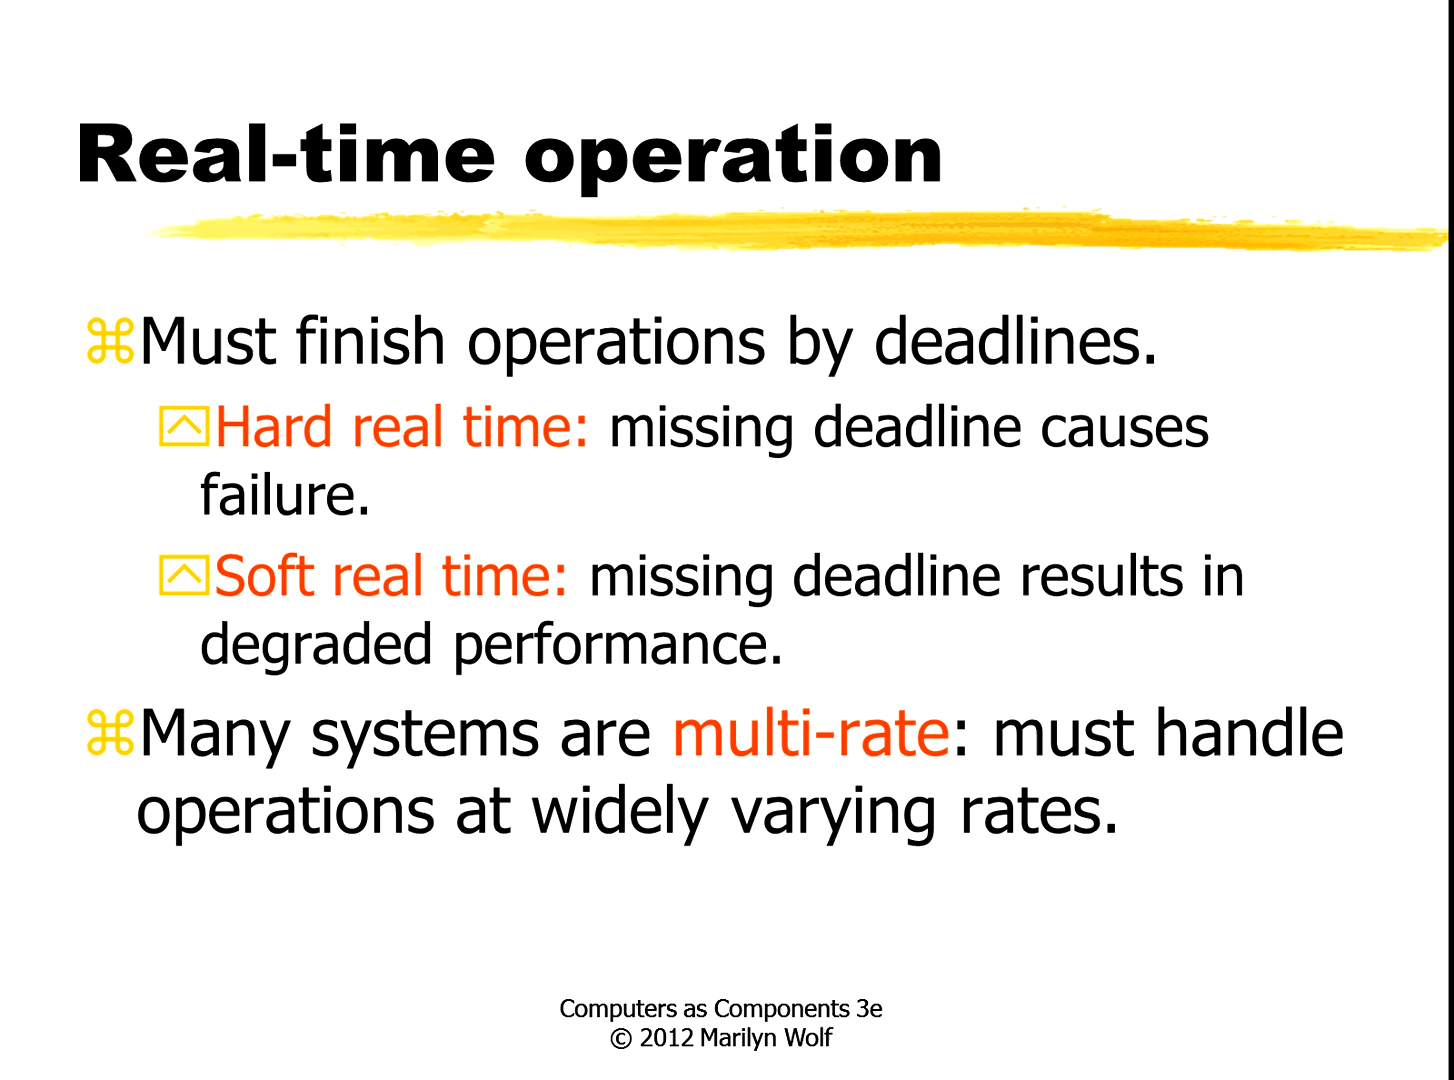 Real-time operation
⌘Must finish operations by deadlines.
Hard real time: missing deadline causes
failure.
Soft real time: missing deadline results in
degraded performance.
⌘Many systems are multi-rate: must handle
operations at widely varying rates.
Computers as Components 3e
© 2012 Marilyn Wolf